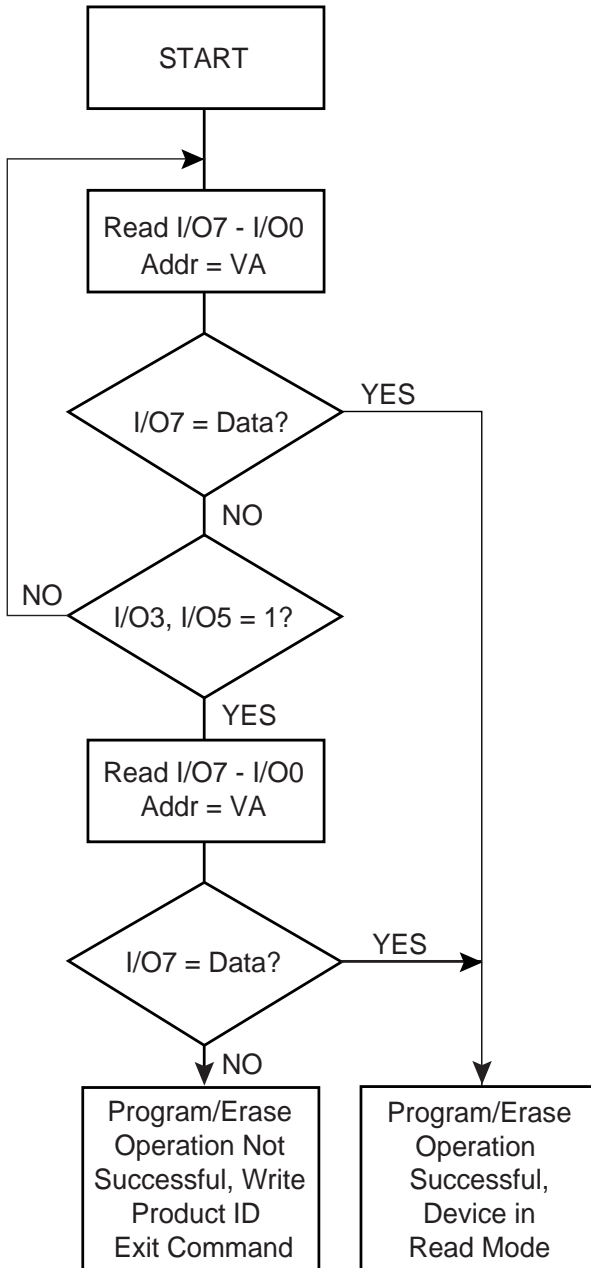 START
Read I/O7 - I/O0
Addr = VA
I/O7 = Data?
YES
NO
I/O3, I/O5 = 1?
NO
YES
Read I/O7 - I/O0
Addr = VA
I/O7 = Data?
YES
NO
Program/Erase
Operation Not
Successful, Write
Product ID
Exit Command
Program/Erase
Operation
Successful,
Device in
Read Mode